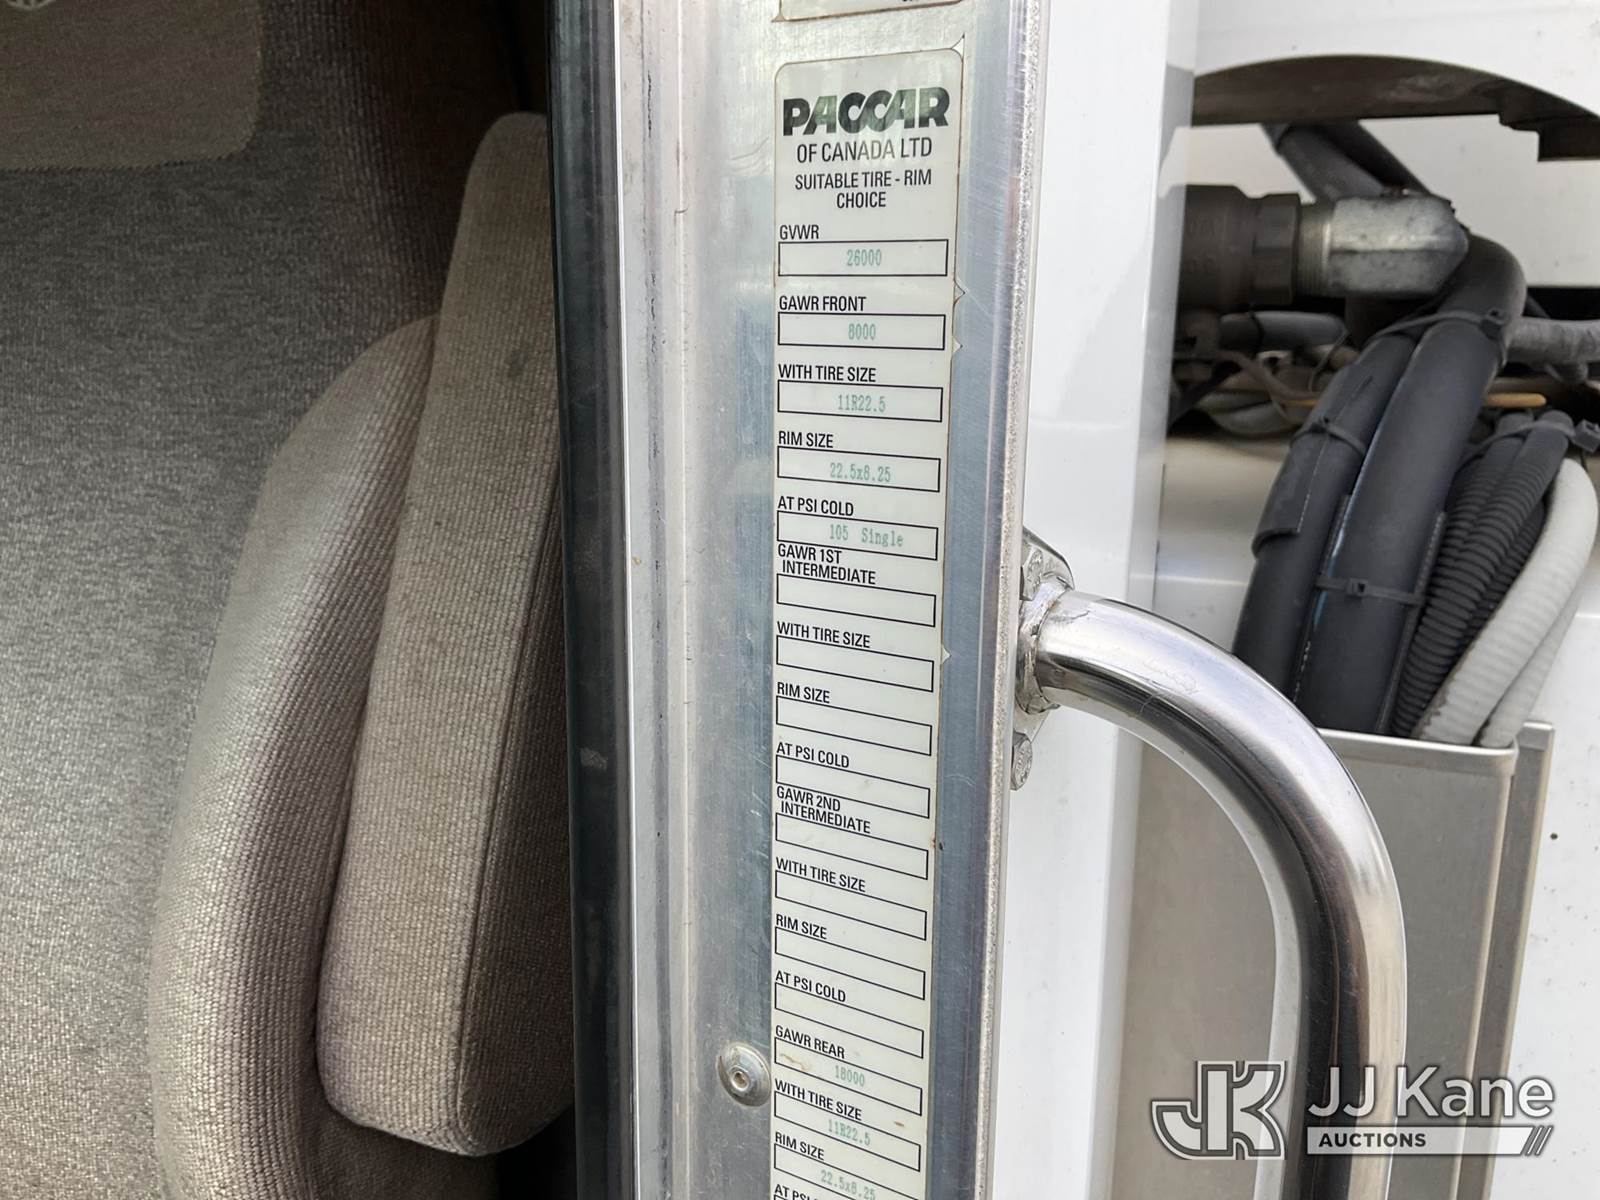 PACCAR
OF CANADA LTD
SUITABLE TIRE - RIM
CHOICE
GVWR
26000
GAWR FRONT
8000
WITH TIRE SIZE
11R22.5
RIM SIZE
22.5x8.25
AT PSI COLD
105 Single
GAWR 1ST
INTERMEDIATE
WITH TIRE SIZE
RIM SIZE
AT PSI COLD
GAWR 2ND
INTERMEDIATE
WITH TIRE SIZE
RIM SIZE
AT PSI COLD
GAWR REAR
18000
WITH TIRE SIZE
11R22.5
RIM SIZE
22.5x8.25
AT PSI
JK JJ Kane
AUCTIONS